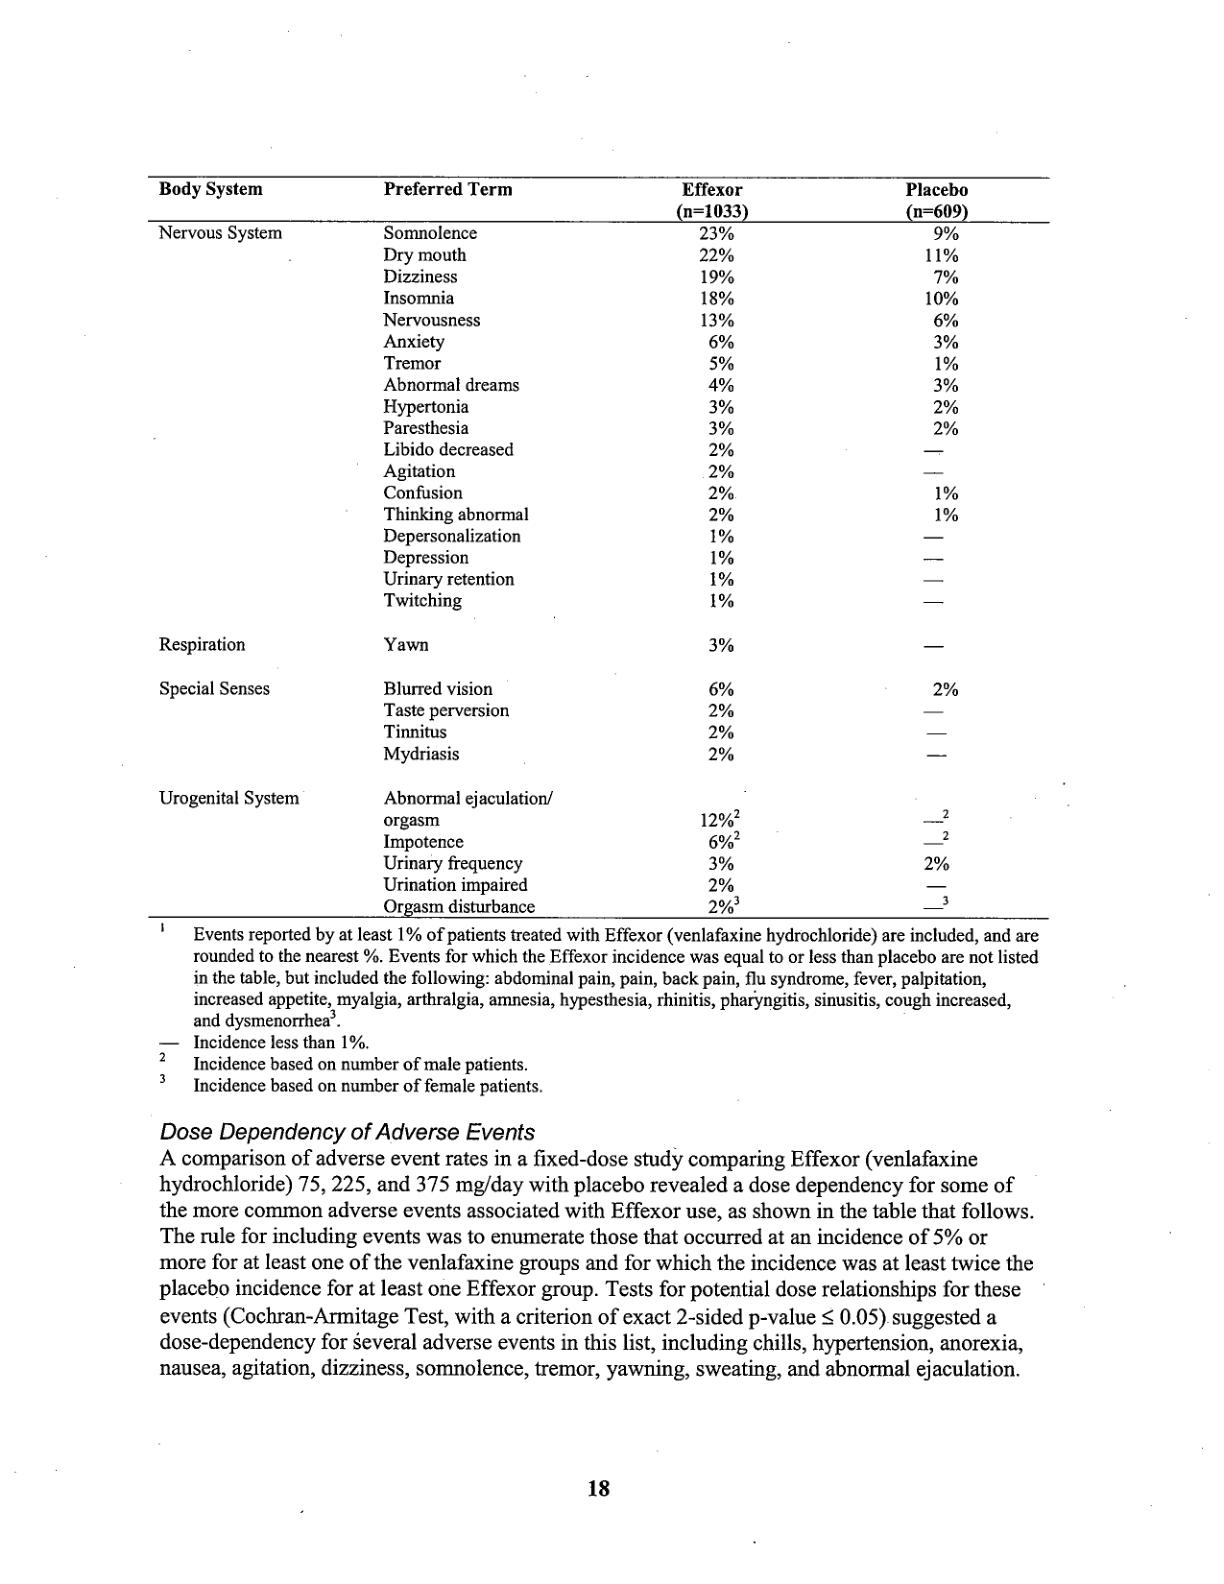 Body System Preferred Term Effexor Placebo
(n=1033) (n=609)
Nervous System Somnolence 23% 9%
Dry mouth 22% 11%
Dizziness 19% 7%
Insomnia 18% 10%
Nervousness 13% 6%
Anxiety 6% 3%
Tremor 5% 1%
Abnormal dreams 4% 3%
Hypertonia 3% 2%
Paresthesia 3% 2%
Libido decreased 2% —
Agitation 2% —
Confusion 2% 1%
Thinking abnormal 2% 1%
Depersonalization 1% —
Depression 1% —
Urinary retention 1% —
Twitching 1% —
Respiration Yawn 3% —
Special Senses Blurred vision 6% 2%
Taste perversion 2% —
Tinnitus 2% —
Mydriasis 2% —
Urogenital System Abnormal ejaculation/
orgasm 12%² —²
Impotence 6%² —²
Urinary frequency 3% 2%
Urination impaired 2% —
Orgasm disturbance 2%³ —³
¹ Events reported by at least 1% of patients treated with Effexor (venlafaxine hydrochloride) are included, and are
rounded to the nearest %. Events for which the Effexor incidence was equal to or less than placebo are not listed
in the table, but included the following: abdominal pain, pain, back pain, flu syndrome, fever, palpitation,
increased appetite, myalgia, arthralgia, amnesia, hypesthesia, rhinitis, pharyngitis, sinusitis, cough increased,
and dysmenorrhea³.
— Incidence less than 1%.
² Incidence based on number of male patients.
³ Incidence based on number of female patients.
Dose Dependency of Adverse Events
A comparison of adverse event rates in a fixed-dose study comparing Effexor (venlafaxine
hydrochloride) 75, 225, and 375 mg/day with placebo revealed a dose dependency for some of
the more common adverse events associated with Effexor use, as shown in the table that follows.
The rule for including events was to enumerate those that occurred at an incidence of 5% or
more for at least one of the venlafaxine groups and for which the incidence was at least twice the
placebo incidence for at least one Effexor group. Tests for potential dose relationships for these
events (Cochran-Armitage Test, with a criterion of exact 2-sided p-value ≤ 0.05) suggested a
dose-dependency for several adverse events in this list, including chills, hypertension, anorexia,
nausea, agitation, dizziness, somnolence, tremor, yawning, sweating, and abnormal ejaculation.
18